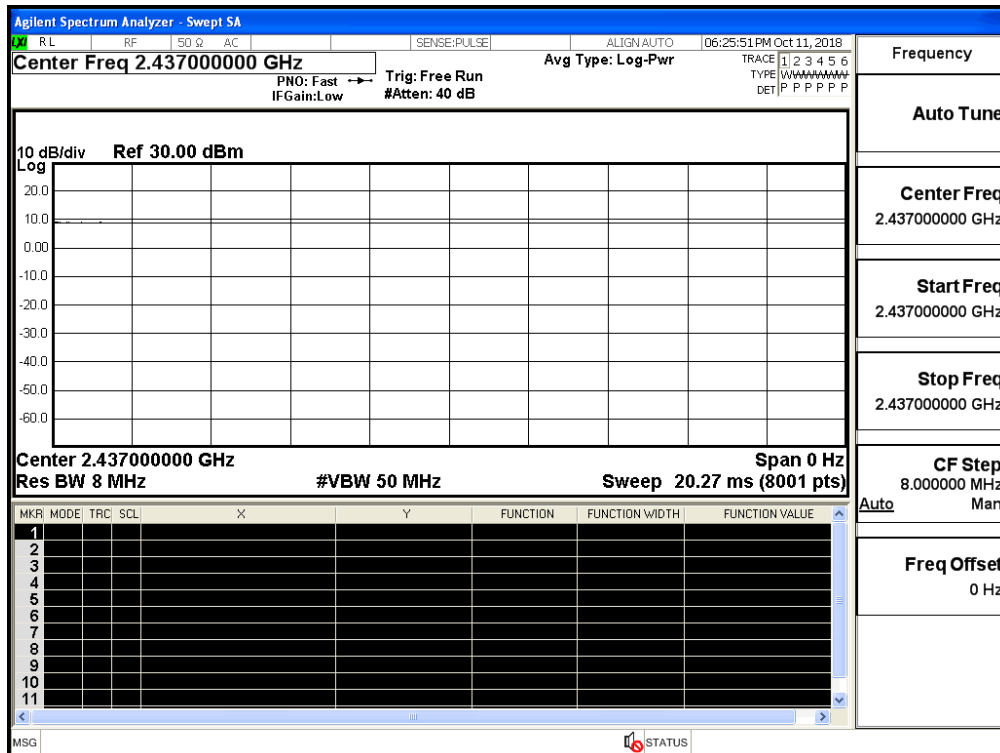 Agilent Spectrum Analyzer - Swept SA
LXI RL RF 50 Ω AC SENSE:PULSE ALIGN AUTO 06:25:51 PM Oct 11, 2018
Center Freq 2.437000000 GHz
PNO: Fast
IFGain:Low
Trig: Free Run
#Atten: 40 dB
Avg Type: Log-Pwr
TRACE 1 2 3 4 5 6
TYPE WWWWWW
DET P P P P P P
10 dB/div Ref 30.00 dBm
Log
20.0
10.0
0.00
-10.0
-20.0
-30.0
-40.0
-50.0
-60.0
Center 2.437000000 GHz Span 0 Hz
Res BW 8 MHz #VBW 50 MHz Sweep 20.27 ms (8001 pts)
MKR MODE TRC SCL X Y FUNCTION FUNCTION WIDTH FUNCTION VALUE
1
2
3
4
5
6
7
8
9
10
11
MSG STATUS
Frequency
Auto Tune
Center Freq
2.437000000 GHz
Start Freq
2.437000000 GHz
Stop Freq
2.437000000 GHz
CF Step
8.000000 MHz
Auto Man
Freq Offset
0 Hz